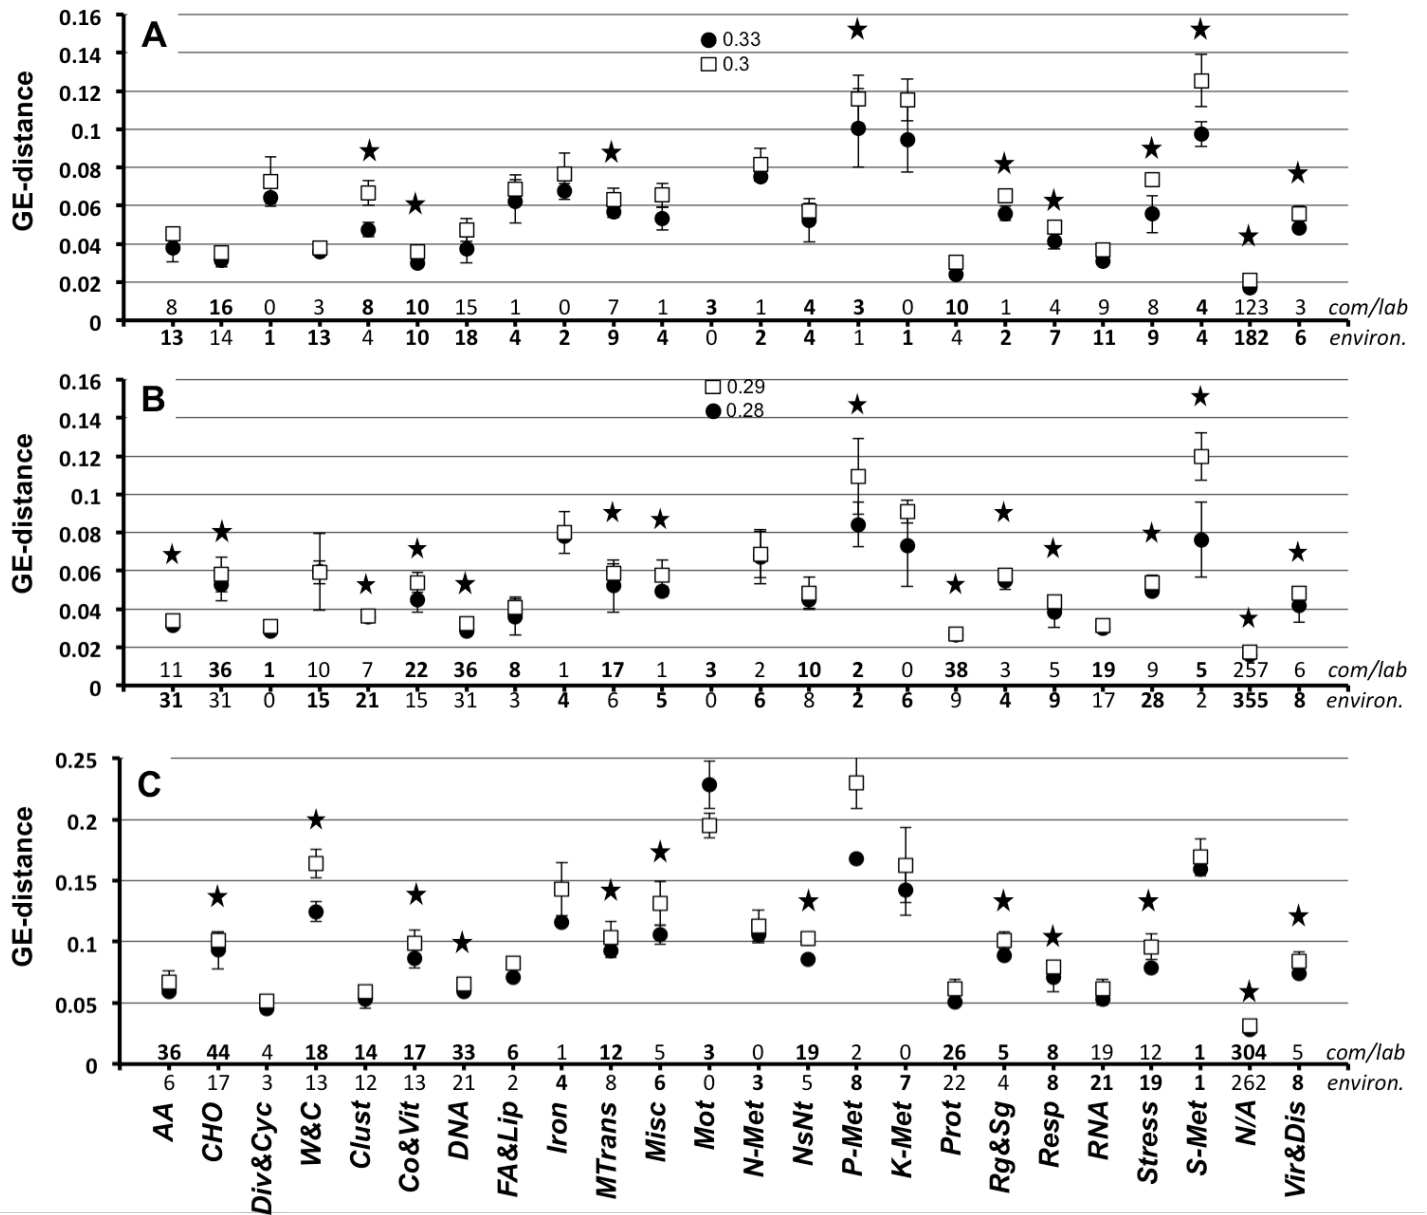 A
GE-distance
0.16
0.14
0.12
0.1
0.08
0.06
0.04
0.02
0
0.33
0.3
8 16 0 3 8 10 15 1 0 7 1 3 1 4 3 0 10 1 4 9 8 4 123 3 com/lab
13 14 1 13 4 10 18 4 2 9 4 0 2 4 1 1 4 2 7 11 9 4 182 6 environ.
B
GE-distance
0.16
0.14
0.12
0.1
0.08
0.06
0.04
0.02
0
0.29
0.28
11 36 1 10 7 22 36 8 1 17 1 3 2 10 2 0 38 3 5 19 9 5 257 6 com/lab
31 31 0 15 21 15 31 3 4 6 5 0 6 8 2 6 9 4 9 17 28 2 355 8 environ.
C
GE-distance
0.25
0.2
0.15
0.1
0.05
0
36 44 4 18 14 17 33 6 1 12 5 3 0 19 2 0 26 5 8 19 12 1 304 5 com/lab
6 17 3 13 12 13 21 2 4 8 6 0 3 5 8 7 22 4 8 21 19 1 262 8 environ.
AA
CHO
Div&Cyc
W&C
Clust
Co&Vit
DNA
FA&Lip
Iron
MTrans
Misc
Mot
N-Met
NsNt
P-Met
K-Met
Prot
Rg&Sg
Resp
RNA
Stress
S-Met
N/A
Vir&Dis